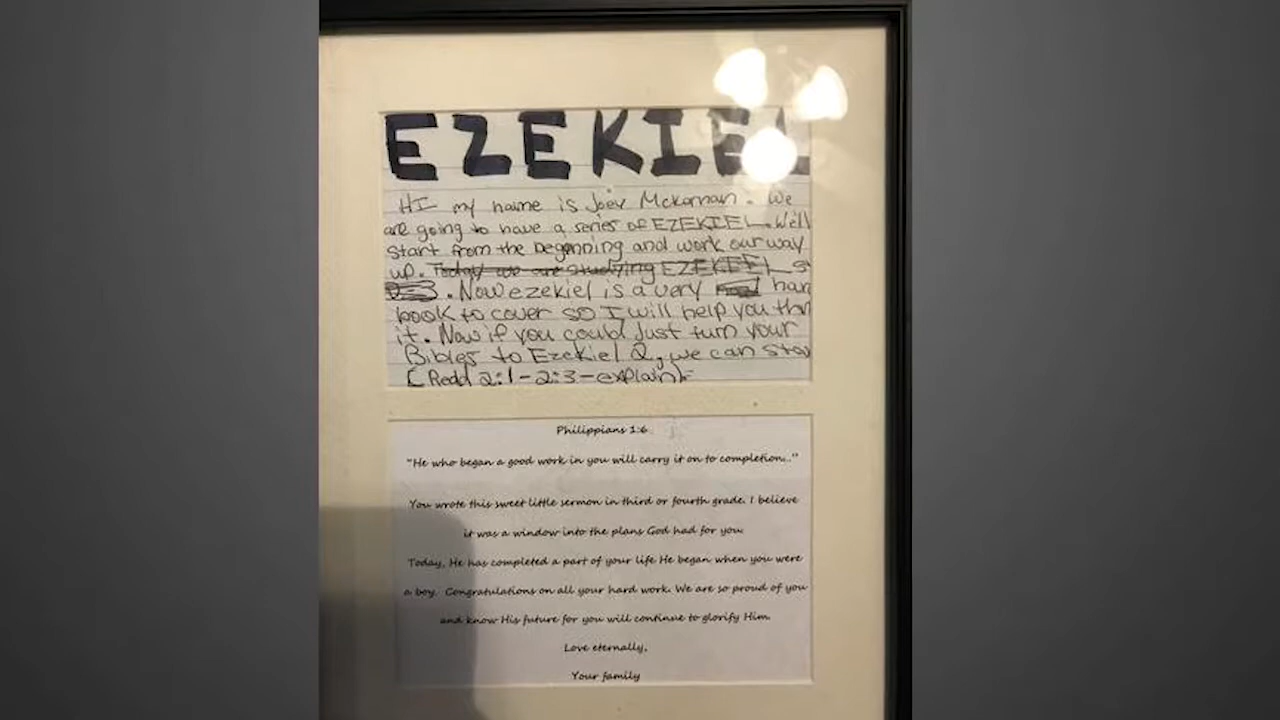 EZEKIEL
HI my name is Joey Mckarnan. We
are going to have a series of EZEKIEL. We'll
start from the begenning and work our way
up. Today we are studying EZEKIEL
. Now ezekiel is a very har
book to cover so I will help you thr
it. Now if you could just turn your
Bibles to Ezekiel 2, we can star
[Read 2:1-2:3-explain]
Philippians 1:6
"He who began a good work in you will carry it on to completion..."
You wrote this sweet little sermon in third or fourth grade. I believe
it was a window into the plans God had for you.
Today, He has completed a part of your life He began when you were
a boy. Congratulations on all your hard work. We are so proud of you
and know His future for you will continue to glorify Him.
Love eternally,
Your family